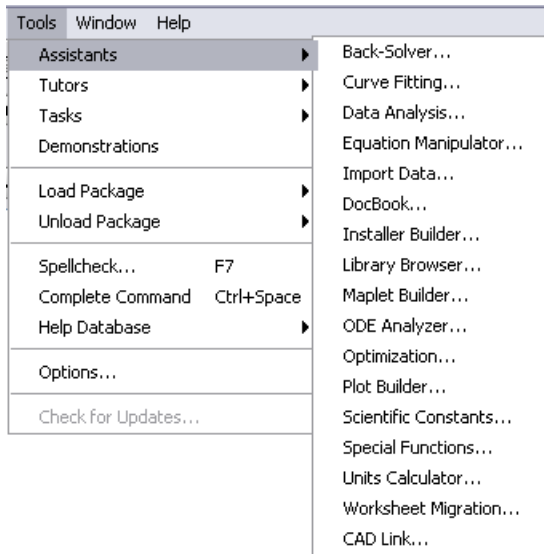 Tools Window Help
Assistants
Tutors
Tasks
Demonstrations
Load Package
Unload Package
Spellcheck... F7
Complete Command Ctrl+Space
Help Database
Options...
Check for Updates...
Back-Solver...
Curve Fitting...
Data Analysis...
Equation Manipulator...
Import Data...
DocBook...
Installer Builder...
Library Browser...
Maplet Builder...
ODE Analyzer...
Optimization...
Plot Builder...
Scientific Constants...
Special Functions...
Units Calculator...
Worksheet Migration...
CAD Link...